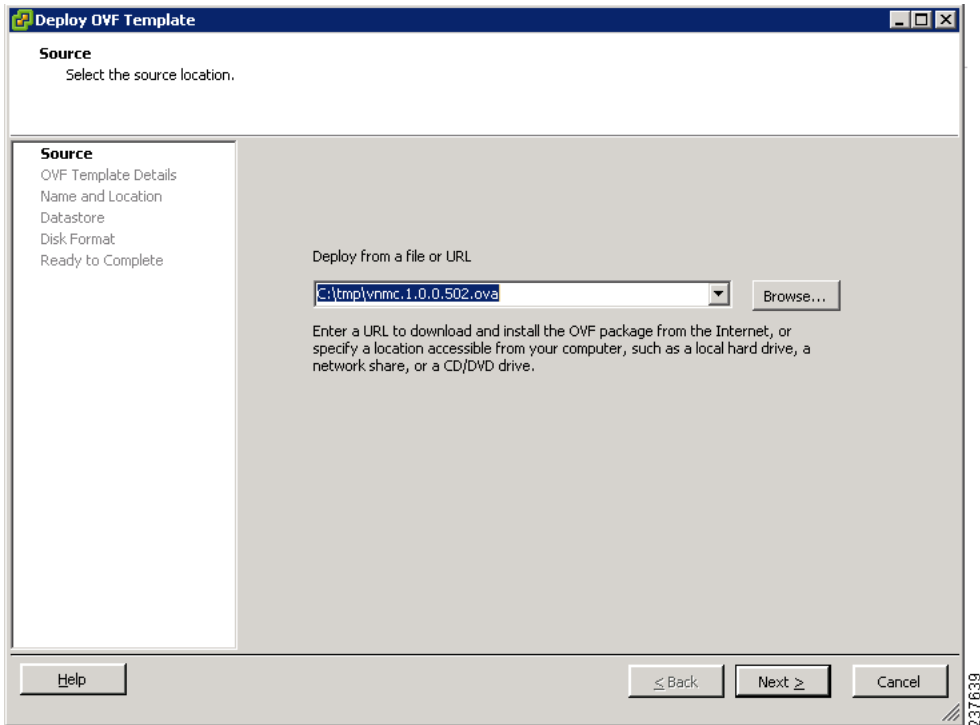 Deploy OVF Template
Source
Select the source location.
Source
OVF Template Details
Name and Location
Datastore
Disk Format
Ready to Complete
Deploy from a file or URL
C:\tmp\vnmc.1.0.0.502.ova
Browse...
Enter a URL to download and install the OVF package from the Internet, or
specify a location accessible from your computer, such as a local hard drive, a
network share, or a CD/DVD drive.
Help
≤ Back
Next ≥
Cancel
237639